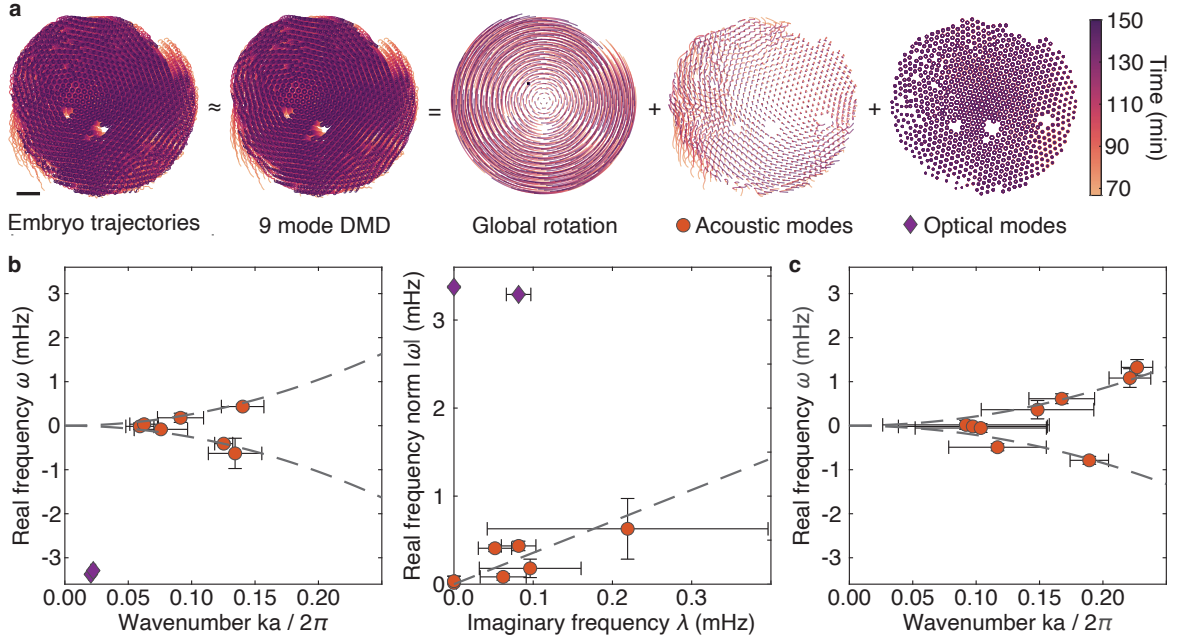 a
≈
=
+
+
150
130
110
90
70
Time (min)
Embryo trajectories
9 mode DMD
Global rotation
Acoustic modes
Optical modes
b
Real frequency ω (mHz)
3
2
1
0
-1
-2
-3
0.00
0.05
0.10
0.15
0.20
Wavenumber ka / 2π
Real frequency norm |ω| (mHz)
3
2
1
0
0.0
0.1
0.2
0.3
Imaginary frequency λ (mHz)
c
Real frequency ω (mHz)
3
2
1
0
-1
-2
-3
0.00
0.05
0.10
0.15
0.20
Wavenumber ka / 2π